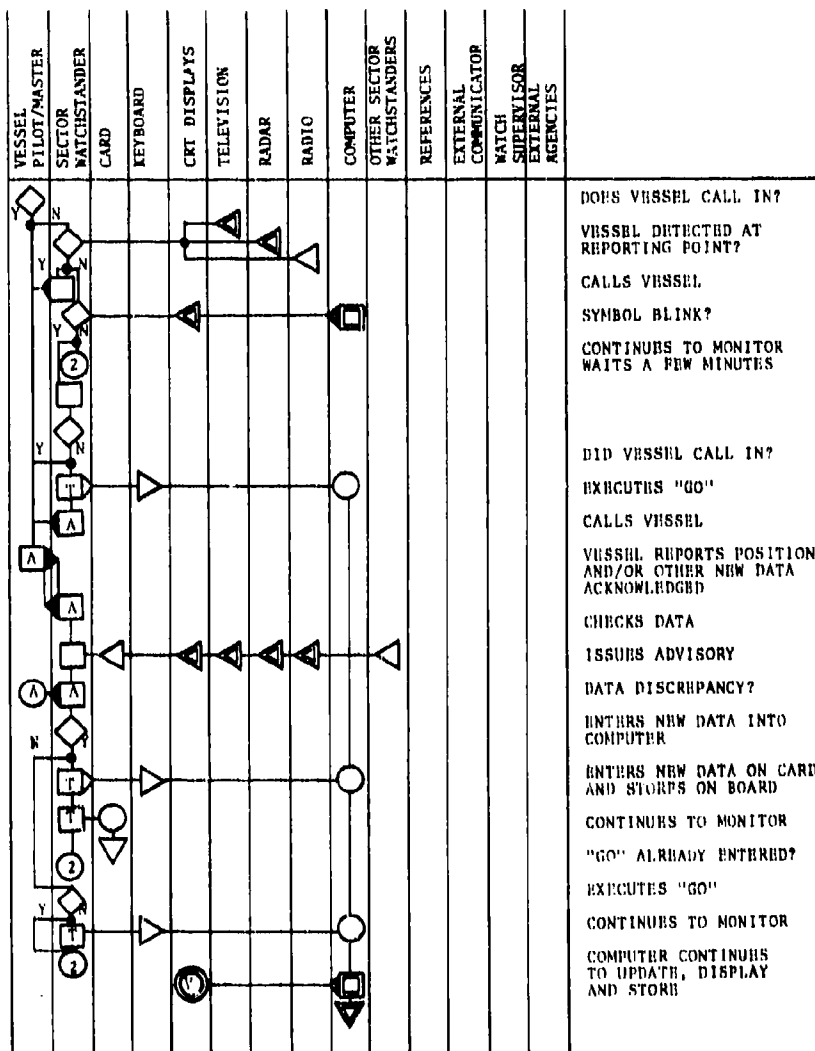 VESSEL
PILOT/MASTER
SECTOR
WATCHSTANDER
CARD
KEYBOARD
CRT DISPLAYS
TELEVISION
RADAR
RADIO
COMPUTER
OTHER SECTOR
WATCHSTANDERS
REFERENCES
EXTERNAL
COMMUNICATOR
WATCH
SUPERVISOR
EXTERNAL
AGENCIES
DOES VESSEL CALL IN?
Y N
VESSEL DETECTED AT
REPORTING POINT?
Y N
CALLS VESSEL
SYMBOL BLINK?
Y N
CONTINUES TO MONITOR
WAITS A FEW MINUTES
2
DID VESSEL CALL IN?
Y N
EXECUTES "GO"
T
CALLS VESSEL
A
VESSEL REPORTS POSITION
AND/OR OTHER NEW DATA
ACKNOWLEDGED
A
A
CHECKS DATA
ISSUES ADVISORY
DATA DISCREPANCY?
A A
ENTERS NEW DATA INTO
COMPUTER
N Y
ENTERS NEW DATA ON CARD
AND STORES ON BOARD
T
CONTINUES TO MONITOR
T
"GO" ALREADY ENTERED?
2
EXECUTES "GO"
Y N
CONTINUES TO MONITOR
T
COMPUTER CONTINUES
TO UPDATE, DISPLAY
AND STORE
2